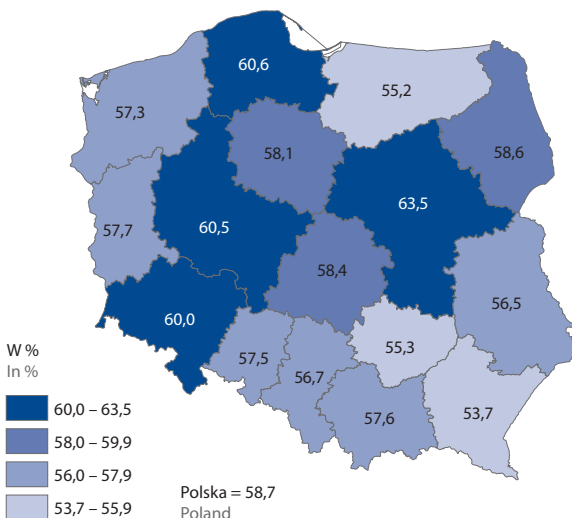 60,6
55,2
57,3
58,1
58,6
63,5
60,5
57,7
58,4
56,5
60,0
55,3
57,5
56,7
53,7
57,6
W %
In %
60,0 – 63,5
58,0 – 59,9
56,0 – 57,9
53,7 – 55,9
Polska = 58,7
Poland